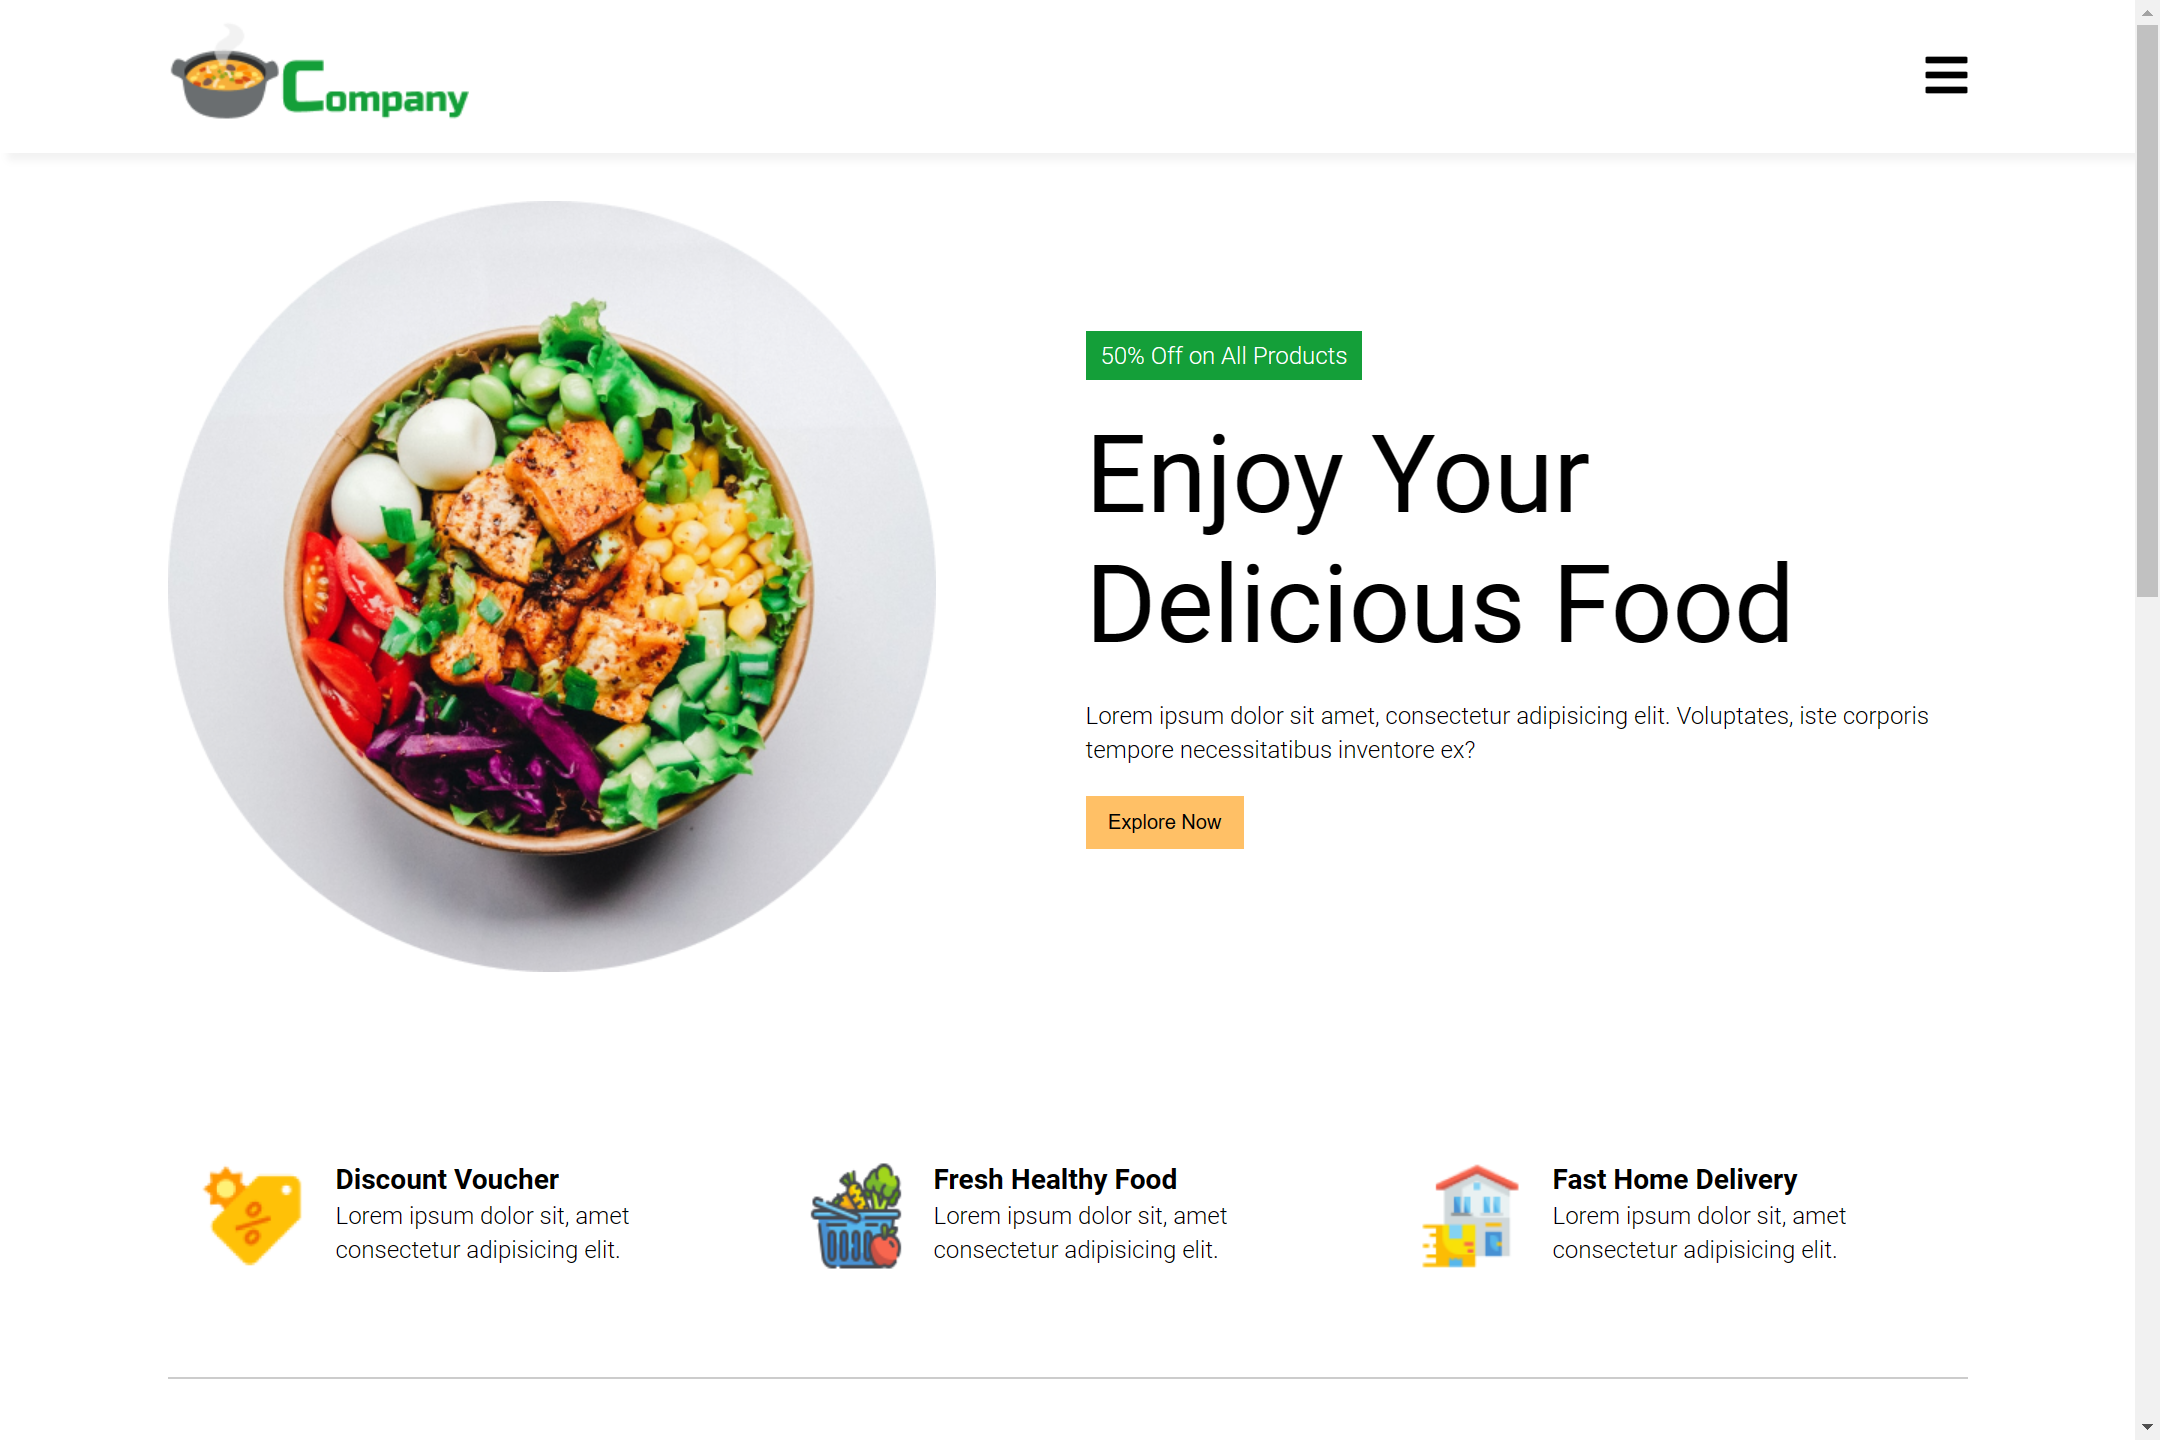 Company
50% Off on All Products
Enjoy Your
Delicious Food
Lorem ipsum dolor sit amet, consectetur adipisicing elit. Voluptates, iste corporis
tempore necessitatibus inventore ex?
Explore Now
Discount Voucher
Lorem ipsum dolor sit, amet
consectetur adipisicing elit.
Fresh Healthy Food
Lorem ipsum dolor sit, amet
consectetur adipisicing elit.
Fast Home Delivery
Lorem ipsum dolor sit, amet
consectetur adipisicing elit.